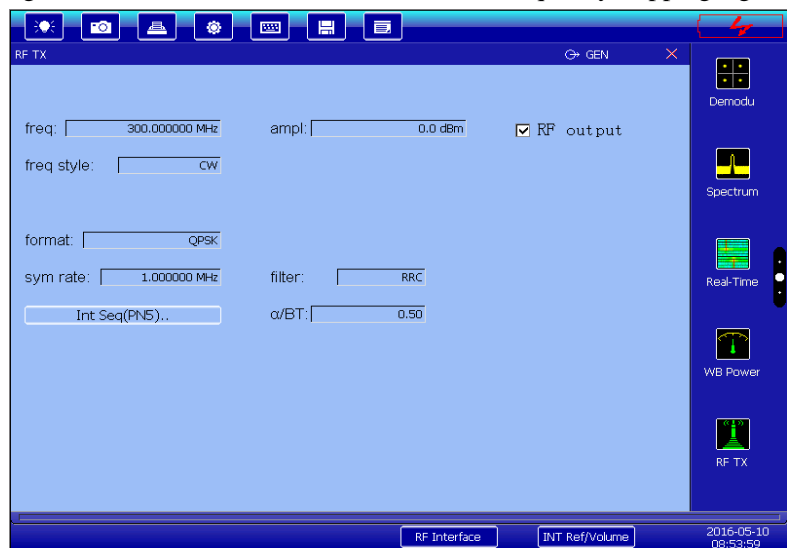 RF TX GEN
Demodu
freq: 300.000000 MHz ampl: 0.0 dBm RF output
freq style: CW
Spectrum
format: QPSK
sym rate: 1.000000 MHz filter: RRC
Real-Time
Int Seq(PN5).. α/BT: 0.50
WB Power
RF TX
RF Interface INT Ref/Volume 2016-05-10
08:53:59